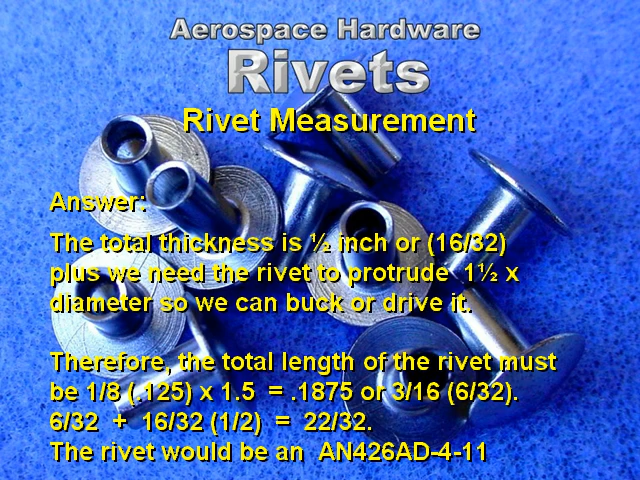 Aerospace Hardware
Rivets
Rivet Measurement
Answer:
The total thickness is ½ inch or (16/32)
plus we need the rivet to protrude 1½ x
diameter so we can buck or drive it.
Therefore, the total length of the rivet must
be 1/8 (.125) x 1.5 = .1875 or 3/16 (6/32).
6/32 + 16/32 (1/2) = 22/32.
The rivet would be an AN426AD-4-11